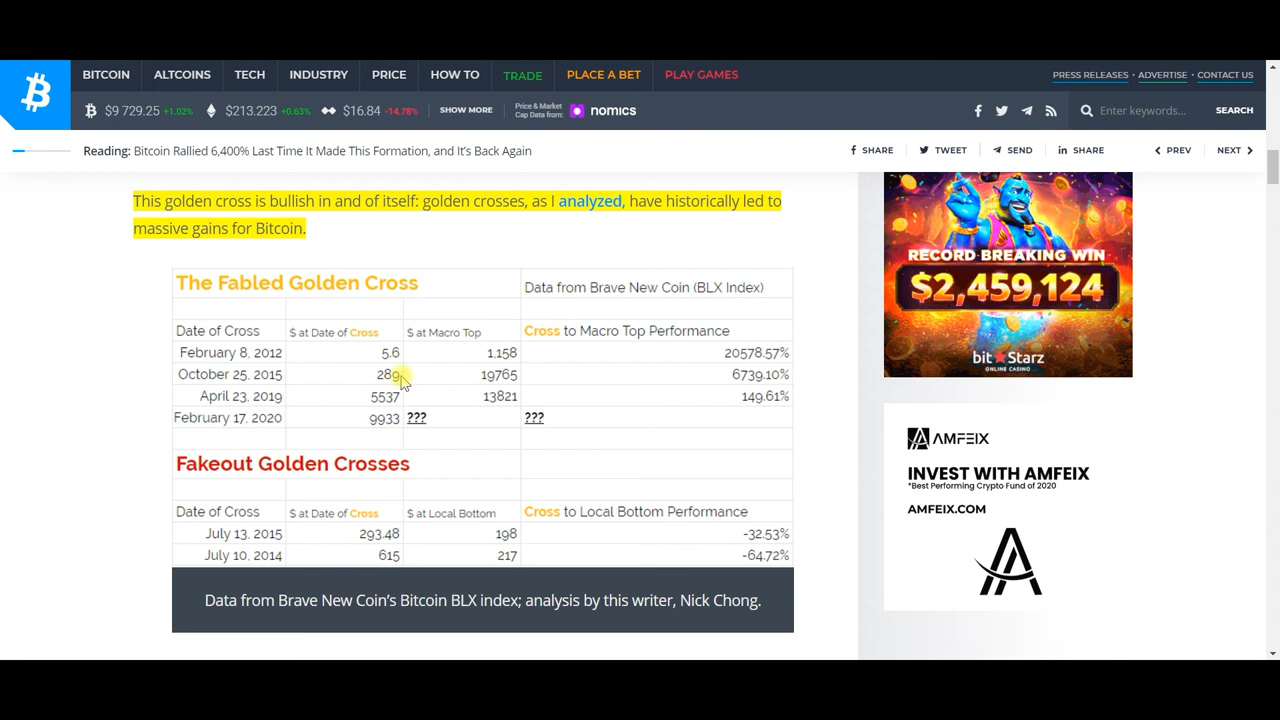 BITCOIN ALTCOINS TECH INDUSTRY PRICE HOW TO TRADE PLACE A BET PLAY GAMES PRESS RELEASES • ADVERTISE • CONTACT US
$9 729.25 +1.02% $213.223 +0.63% $16.84 -14.78% SHOW MORE Price & Market Cap Data from: nomics Enter keywords... SEARCH
Reading: Bitcoin Rallied 6,400% Last Time It Made This Formation, and It's Back Again SHARE TWEET SEND SHARE PREV NEXT
This golden cross is bullish in and of itself: golden crosses, as I analyzed, have historically led to
massive gains for Bitcoin.
The Fabled Golden Cross Data from Brave New Coin (BLX Index)
Date of Cross $ at Date of Cross $ at Macro Top Cross to Macro Top Performance
February 8, 2012 5.6 1,158 20578.57%
October 25, 2015 289 19765 6739.10%
April 23, 2019 5537 13821 149.61%
February 17, 2020 9933 ??? ???
Fakeout Golden Crosses
Date of Cross $ at Date of Cross $ at Local Bottom Cross to Local Bottom Performance
July 13, 2015 293.48 198 -32.53%
July 10, 2014 615 217 -64.72%
Data from Brave New Coin's Bitcoin BLX index; analysis by this writer, Nick Chong.
RECORD BREAKING WIN
$2,459,124
bitStarz
ONLINE CASINO
AMFEIX
INVEST WITH AMFEIX
*Best Performing Crypto Fund of 2020
AMFEIX.COM